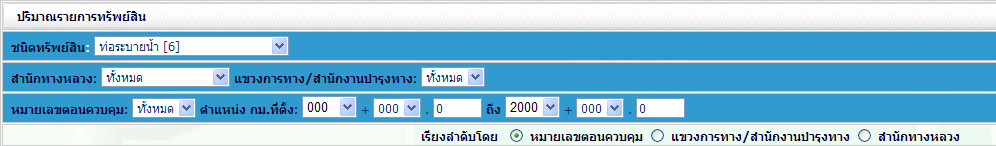 ปริมาณรายการทรัพย์สิน
ชนิดทรัพย์สิน: ท่อระบายน้ำ [6]
สำนักทางหลวง: ทั้งหมด แขวงการทาง/สำนักงานบำรุงทาง: ทั้งหมด
หมายเลขตอนควบคุม: ทั้งหมด ตำแหน่ง กม.ที่ตั้ง: 000 + 000 . 0 ถึง 2000 + 000 . 0
เรียงลำดับโดย หมายเลขตอนควบคุม แขวงการทาง/สำนักงานบำรุงทาง สำนักทางหลวง